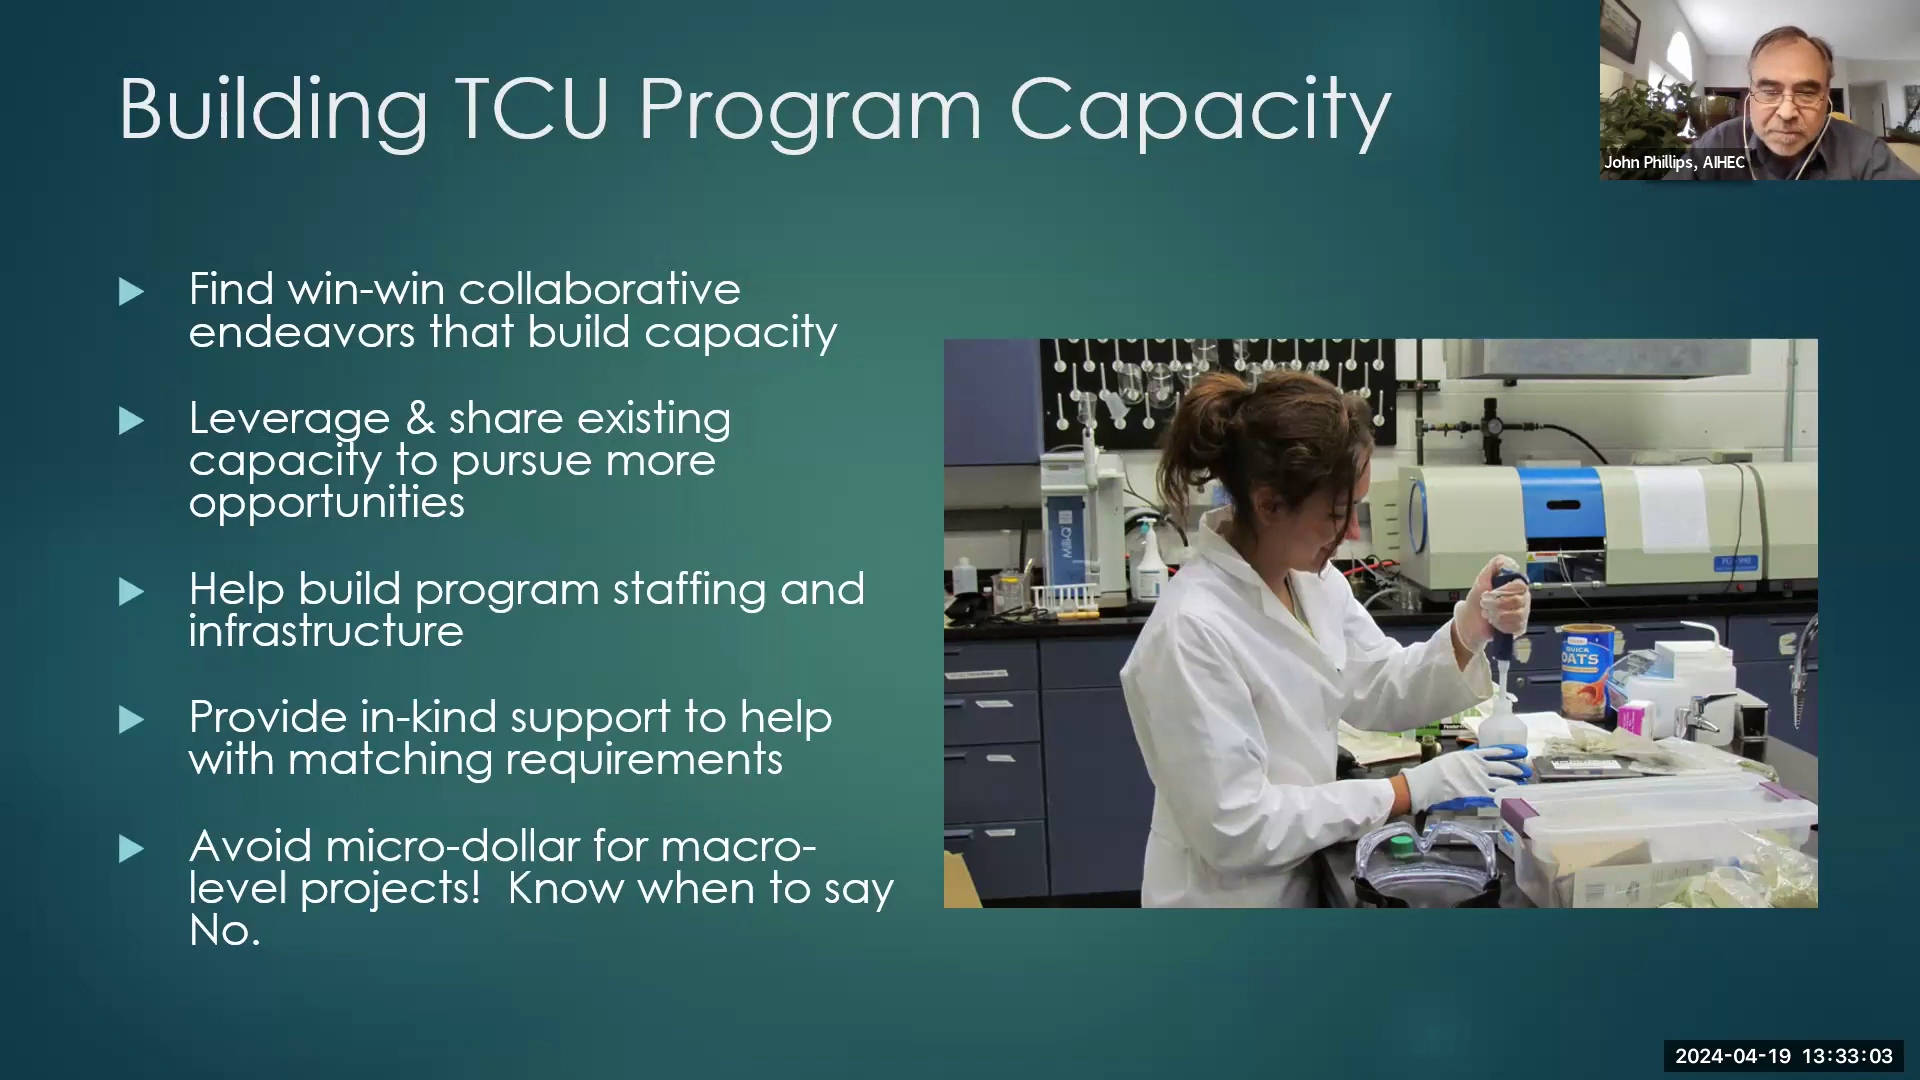 Building TCU Program Capacity
John Phillips, AIHEC
Find win-win collaborative
endeavors that build capacity
Leverage & share existing
capacity to pursue more
opportunities
Help build program staffing and
infrastructure
Provide in-kind support to help
with matching requirements
Avoid micro-dollar for macro-
level projects!  Know when to say
No.
QUICK
OATS
2024-04-19 13:33:03